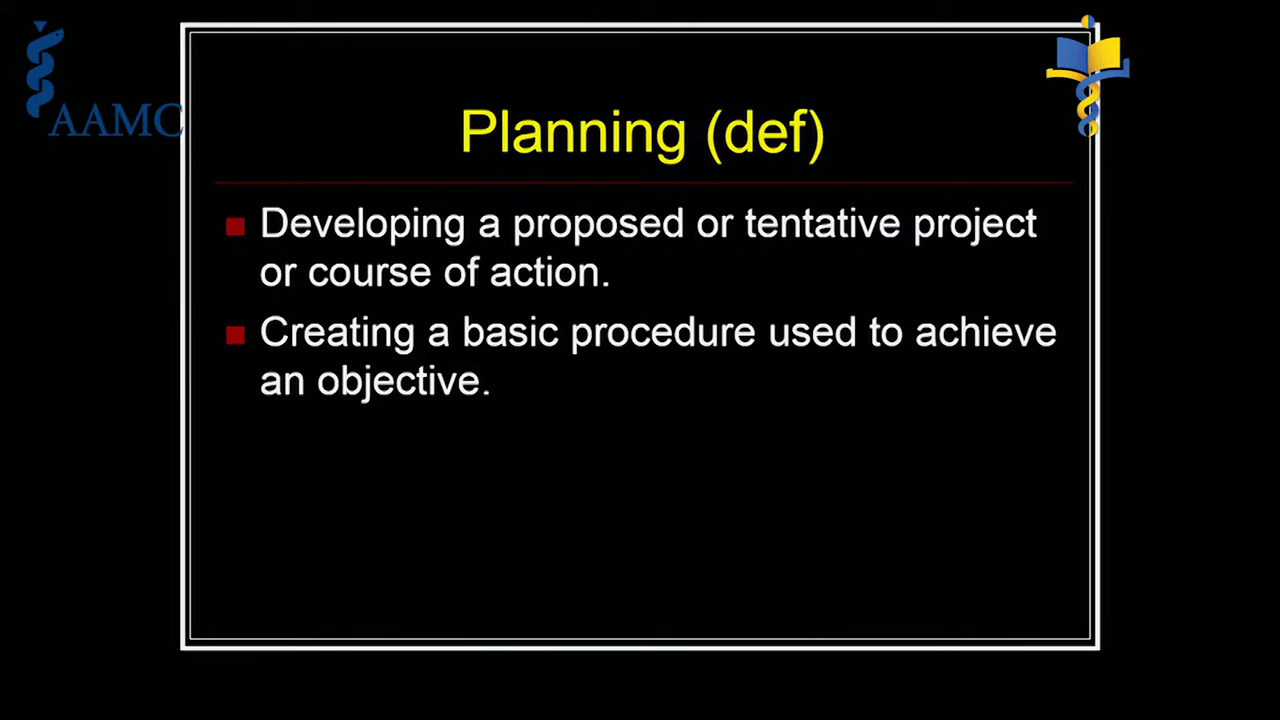 AAMC
Planning (def)
Developing a proposed or tentative project
or course of action.
Creating a basic procedure used to achieve
an objective.